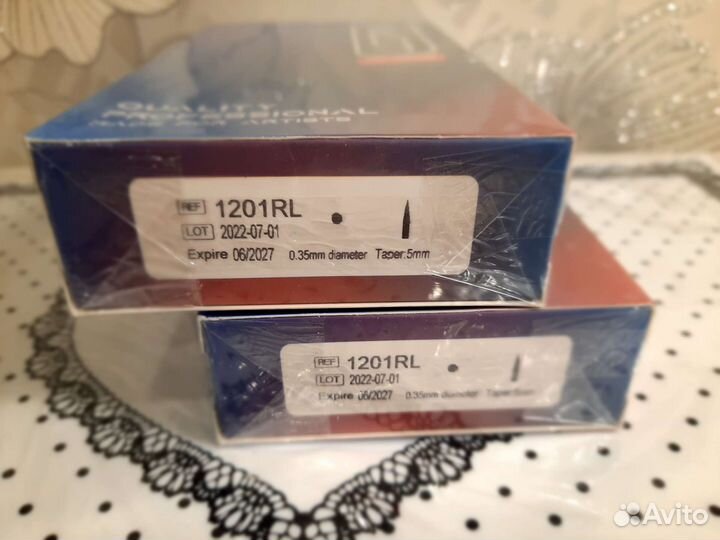 QUALITY
PROFESSIONAL
REF 1201RL
LOT 2022-07-01
Expire 06/2027 0.35mm diameter Taper:5mm
REF 1201RL
LOT 2022-07-01
Expire 06/2027 0.35mm diameter
Avito